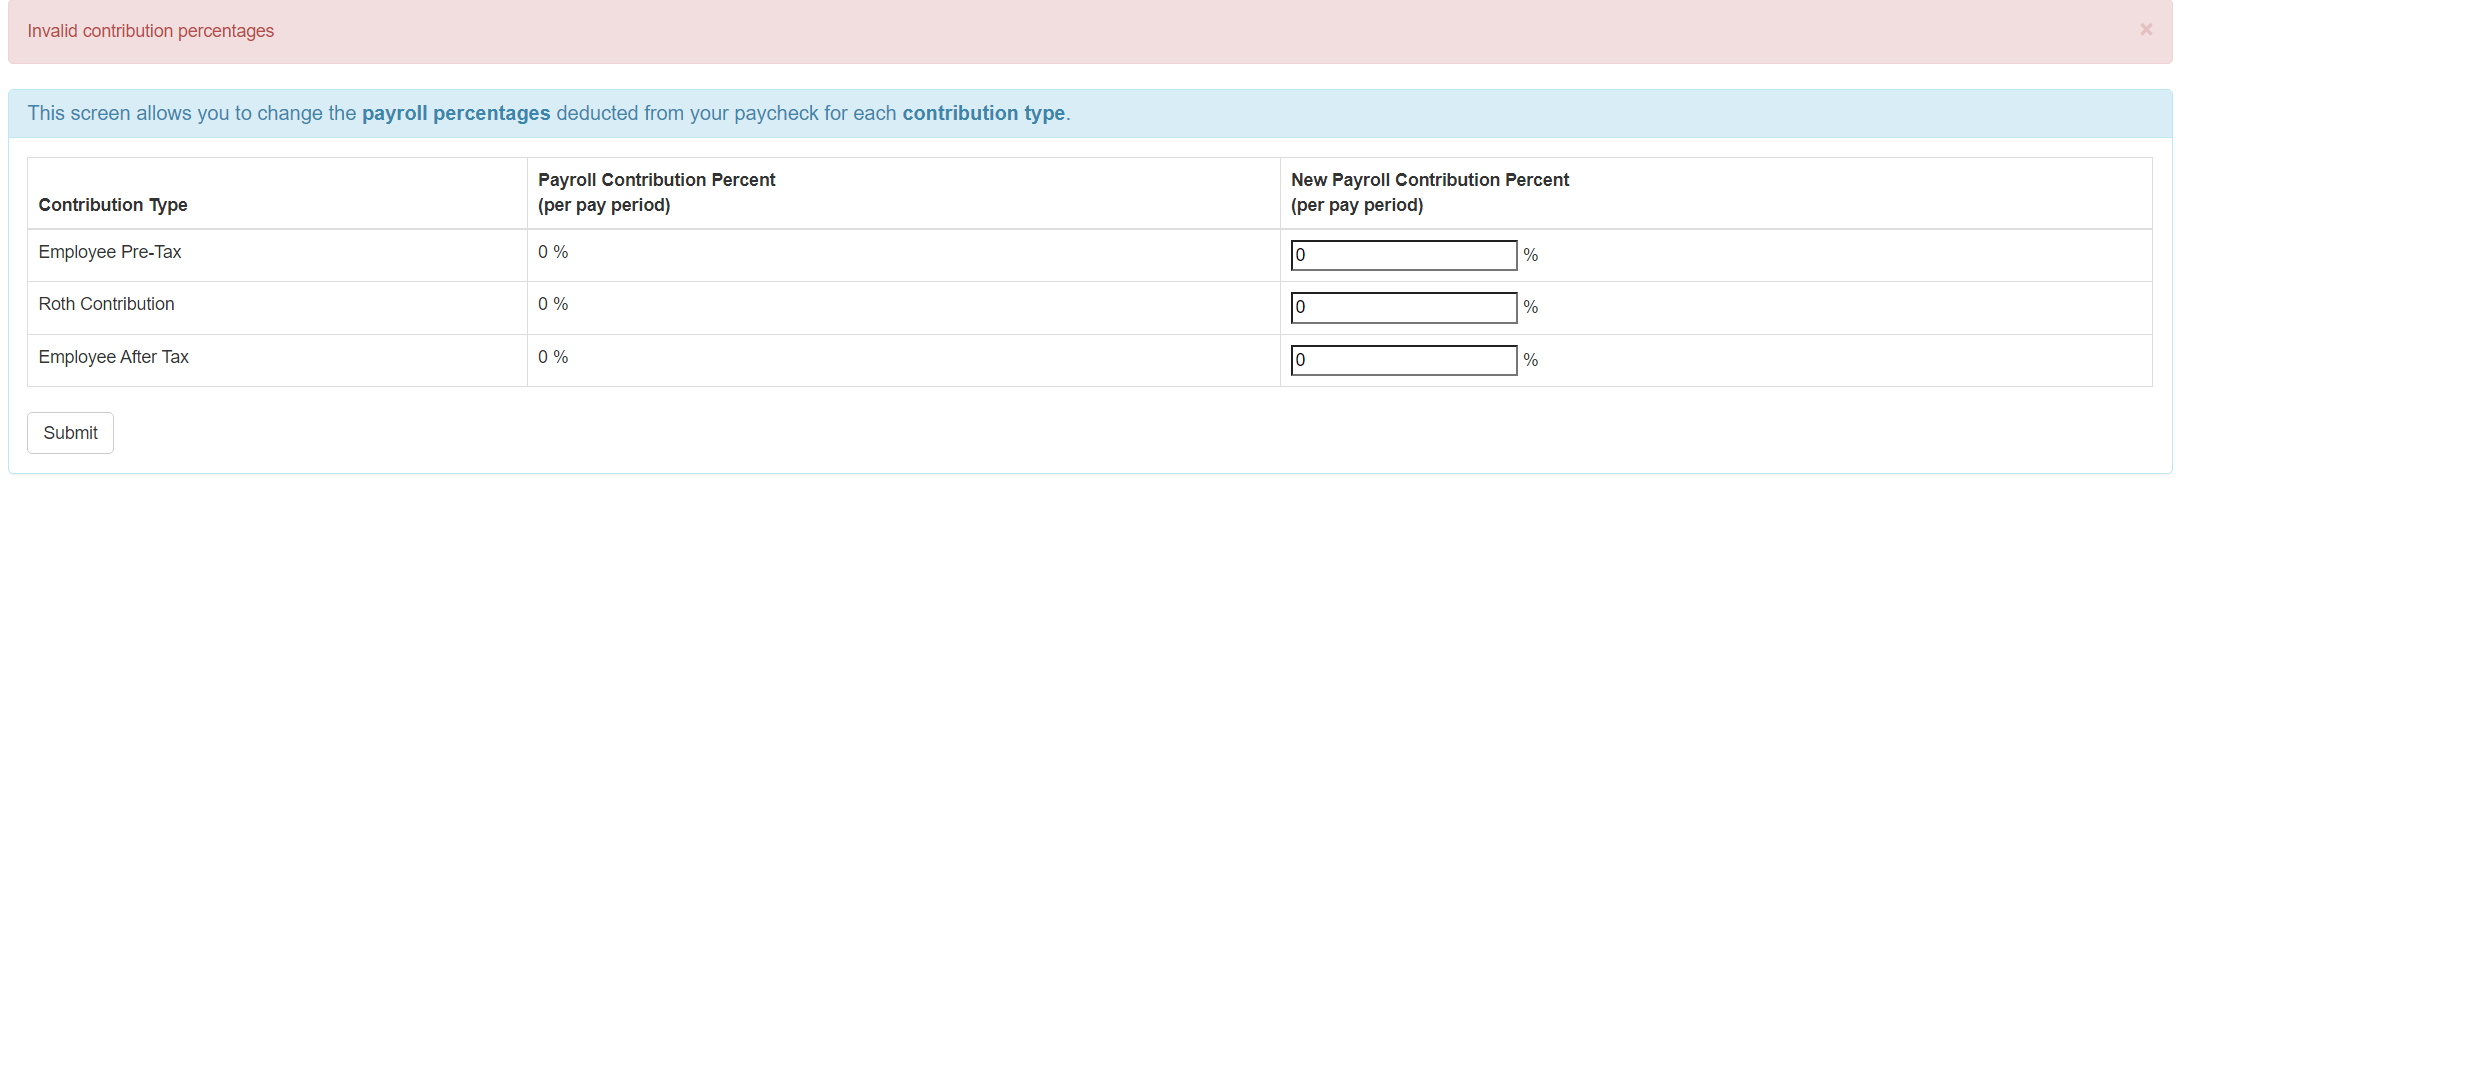 Invalid contribution percentages
×
This screen allows you to change the payroll percentages deducted from your paycheck for each contribution type.
Contribution Type
Payroll Contribution Percent
(per pay period)
New Payroll Contribution Percent
(per pay period)
Employee Pre-Tax 0 % 0 %
Roth Contribution 0 % 0 %
Employee After Tax 0 % 0 %
Submit